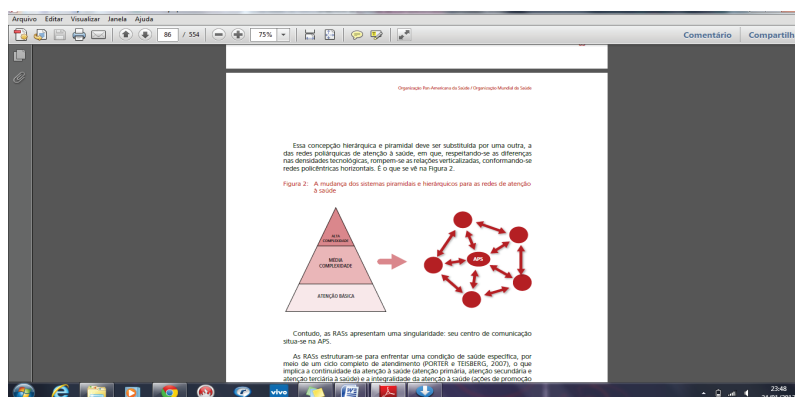 Arquivo Editar Visualizar Janela Ajuda
86 / 554 75% Comentário Compartilh
Organização Pan-Americana da Saúde / Organização Mundial da Saúde
Essa concepção hierárquica e piramidal deve ser substituída por uma outra, a
das redes poliárquicas de atenção à saúde, em que, respeitando-se as diferenças
nas densidades tecnológicas, rompem-se as relações verticalizadas, conformando-se
redes policêntricas horizontais. É o que se vê na Figura 2.
Figura 2: A mudança dos sistemas piramidais e hierárquicos para as redes de atenção
à saúde
ALTA
COMPLEXIDADE
MÉDIA
COMPLEXIDADE
ATENÇÃO BÁSICA
APS
Contudo, as RASs apresentam uma singularidade: seu centro de comunicação
situa-se na APS.
As RASs estruturam-se para enfrentar uma condição de saúde específica, por
meio de um ciclo completo de atendimento (PORTER e TEISBERG, 2007), o que
implica a continuidade da atenção à saúde (atenção primária, atenção secundária e
atenção terciária à saúde) e a integralidade da atenção à saúde (ações de promoção
vivo
23:48